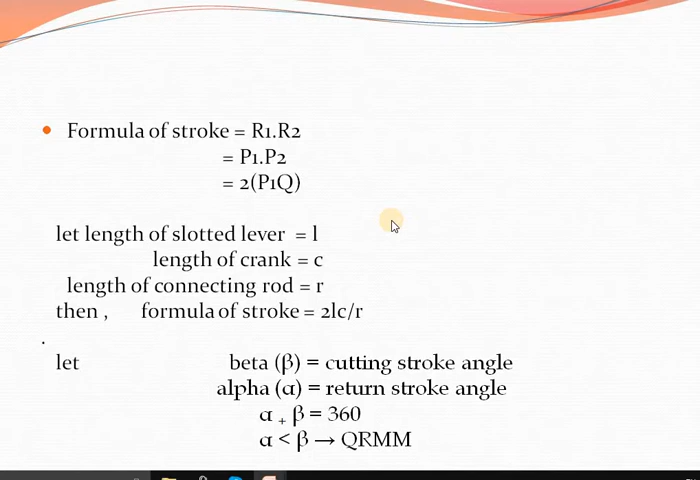 Formula of stroke = R1.R2
= P1.P2
= 2(P1Q)
let length of slotted lever = l
length of crank = c
length of connecting rod = r
then , formula of stroke = 2lc/r
.
let beta (β) = cutting stroke angle
alpha (α) = return stroke angle
α + β = 360
α < β → QRMM